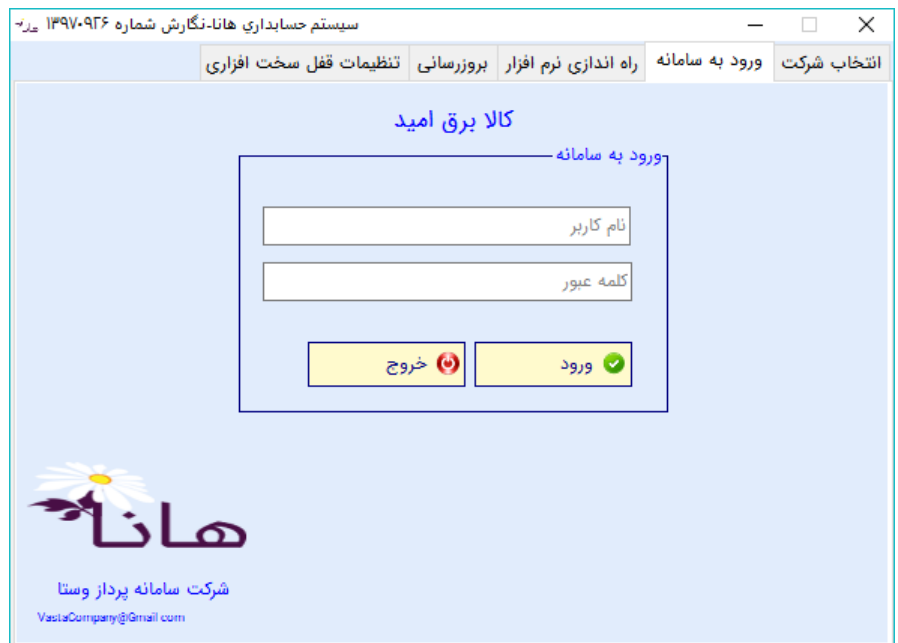 سیستم حسابداري هانا-نگارش شماره ۱۳۹۷۰۹۲۶
انتخاب شرکت	ورود به سامانه	راه اندازی نرم افزار	بروزرسانی	تنظیمات قفل سخت افزاری
کالا برق امید
ورود به سامانه
نام کاربر
کلمه عبور
ورود	خروج
هانا
شرکت سامانه پرداز وستا
VastaCompany@Gmail.com